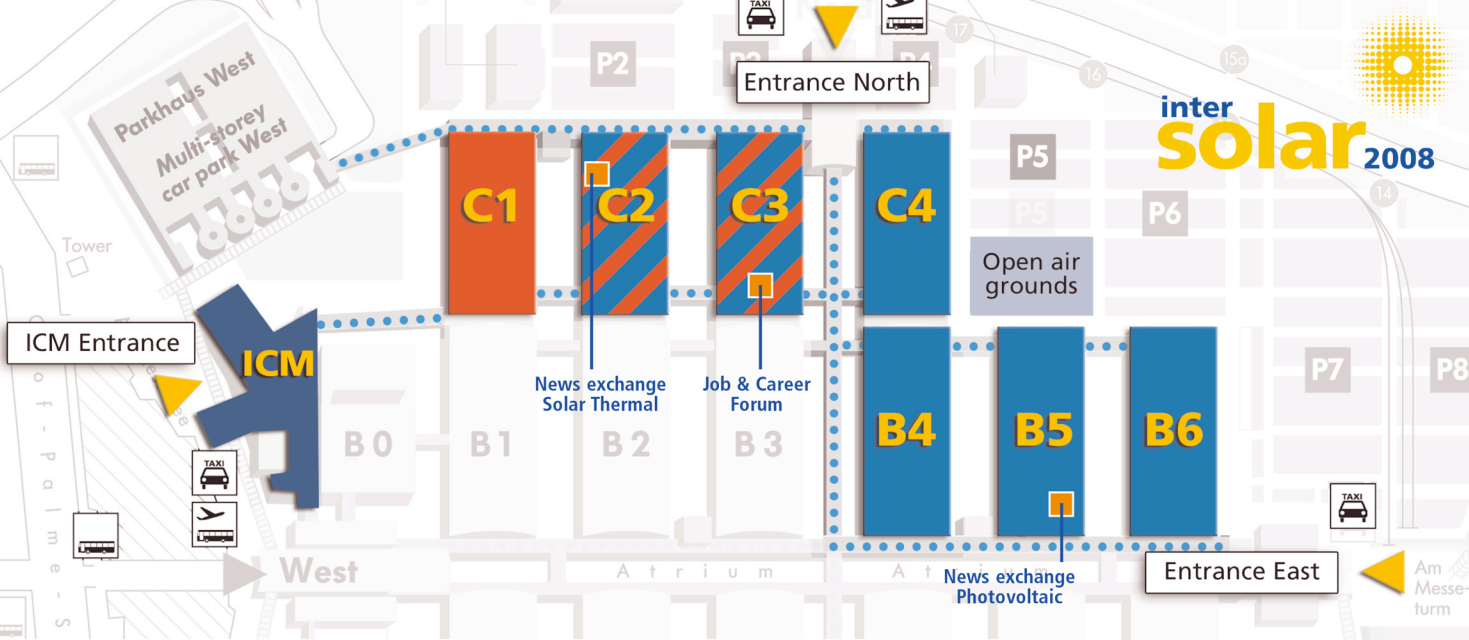 TAXI
Entrance North
P2
P3
P4
17
16
15a
14
inter
solar 2008
Parkhaus West
Multi-storey
car park West
Tower
C1
C2
C3
C4
P5
P5
P6
Open air
grounds
ICM Entrance
ICM
News exchange
Solar Thermal
Job & Career
Forum
P7
P8
B0
B1
B2
B3
B4
B5
B6
TAXI
TAXI
West
Atrium
News exchange
Photovoltaic
Entrance East
Am
Messe-
turm